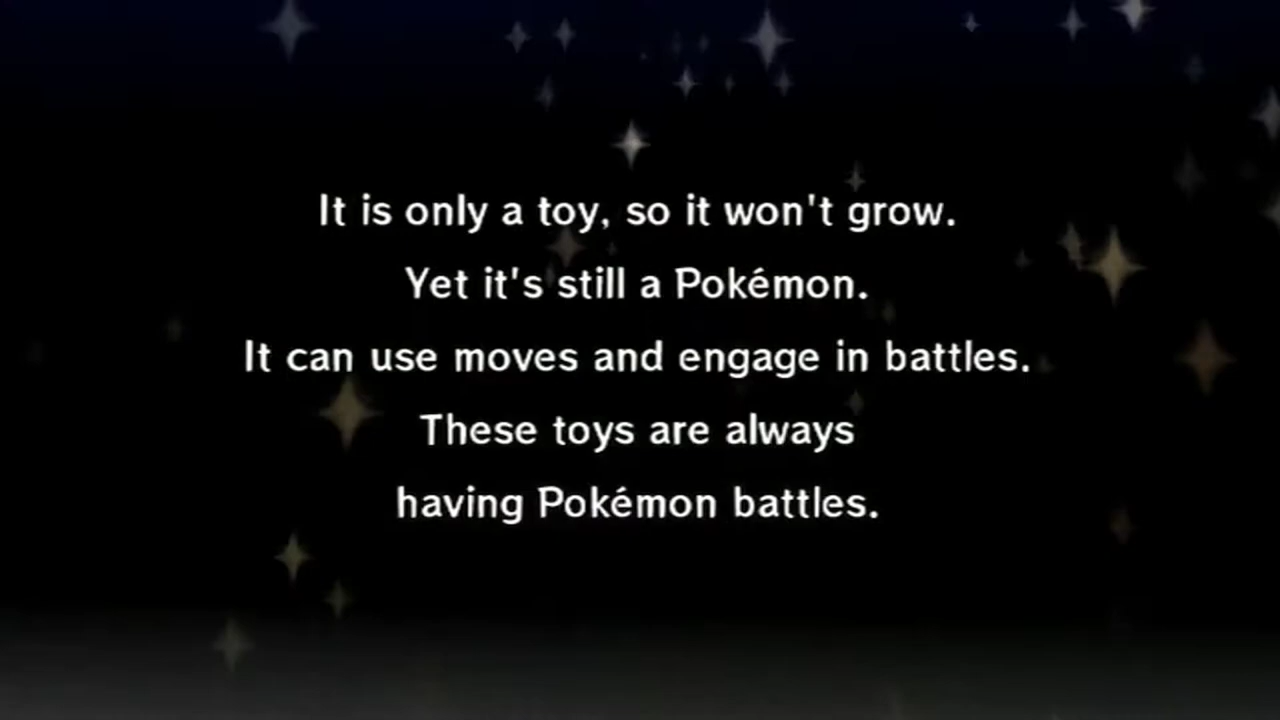 It is only a toy, so it won't grow.
Yet it's still a Pokémon.
It can use moves and engage in battles.
These toys are always
having Pokémon battles.